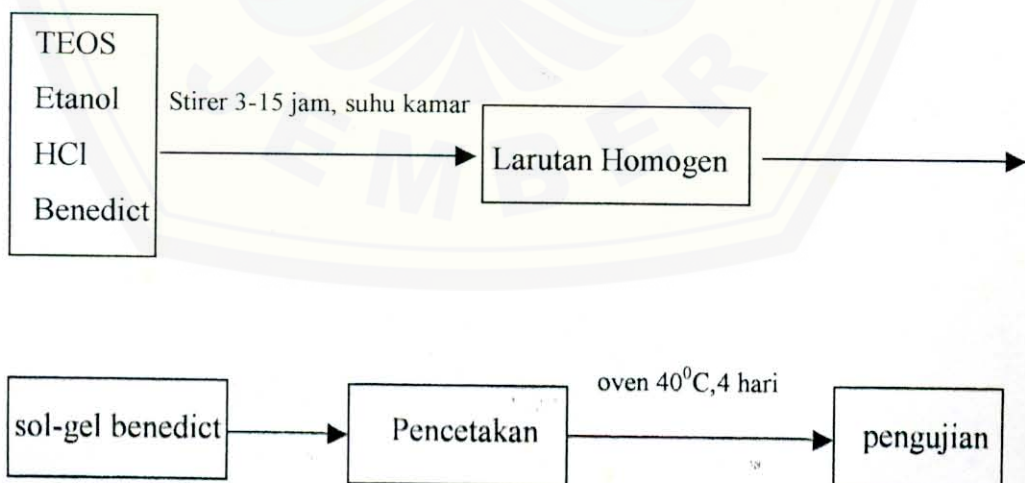 TEOS
Etanol
HCl
Benedict
Stirer 3-15 jam, suhu kamar
Larutan Homogen
JEMBER
sol-gel benedict
Pencetakan
oven 40⁰C,4 hari
pengujian